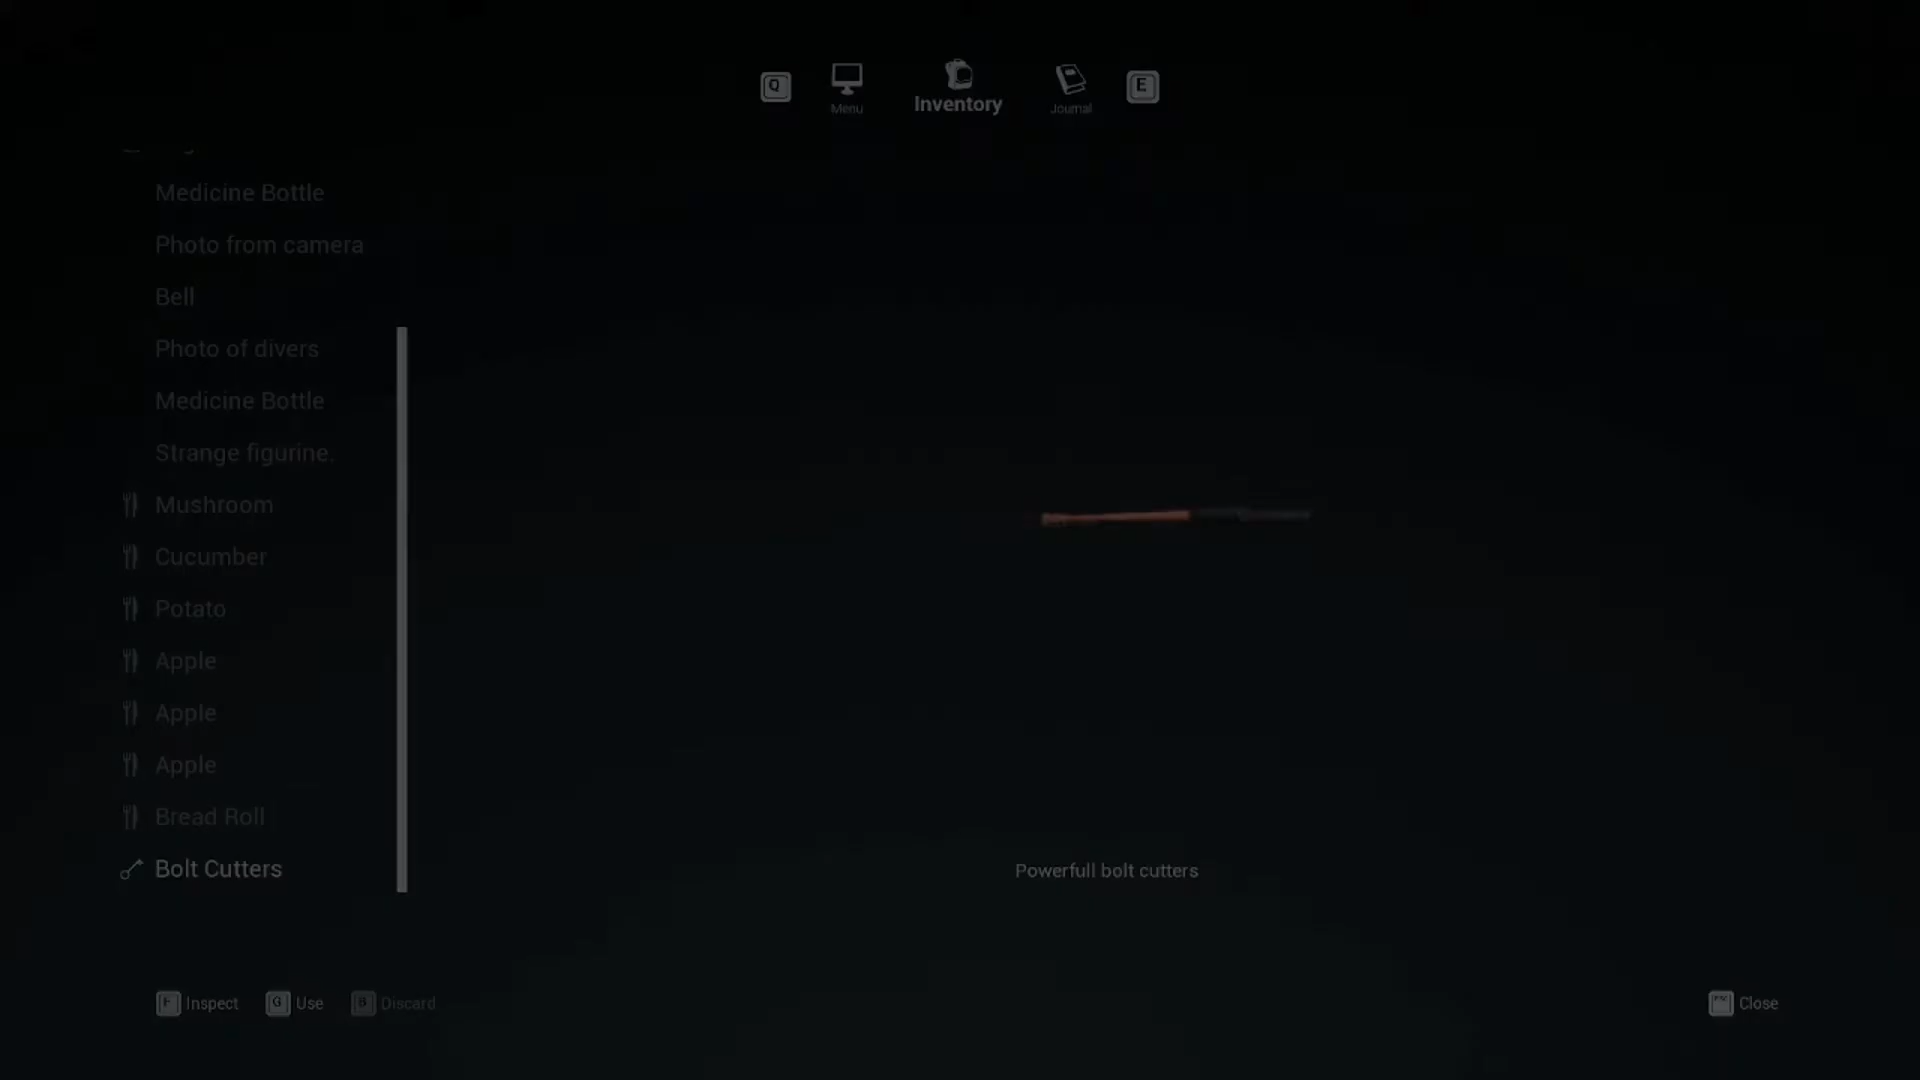 Q
Menu
Inventory
Journal
E
Medicine Bottle
Photo from camera
Bell
Photo of divers
Medicine Bottle
Strange figurine.
Mushroom
Cucumber
Potato
Apple
Apple
Apple
Bread Roll
Bolt Cutters
Powerfull bolt cutters
F Inspect
G Use
B Discard
Close